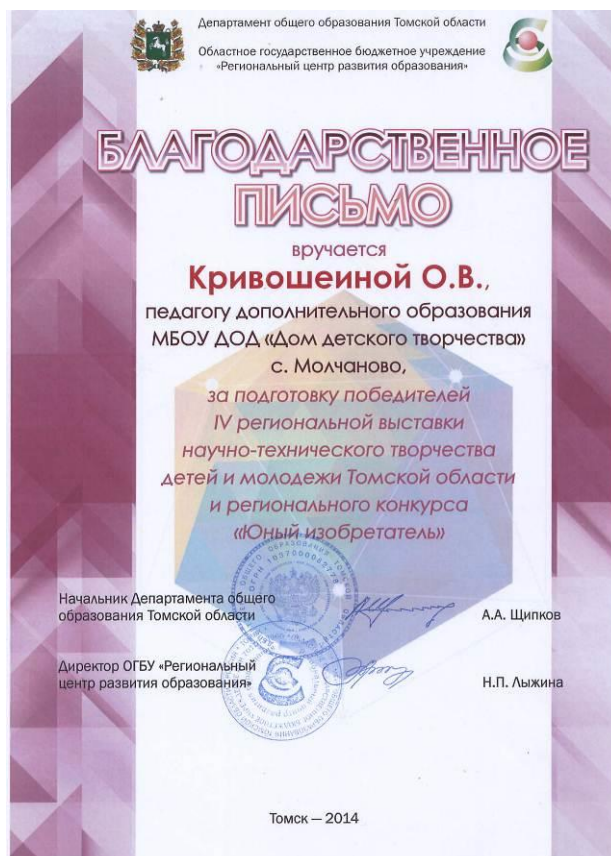 Департамент общего образования Томской области
Областное государственное бюджетное учреждение
«Региональный центр развития образования»
БЛАГОДАРСТВЕННОЕ
ПИСЬМО
вручается
Кривошеиной О.В.,
педагогу дополнительного образования
МБОУ ДОД «Дом детского творчества»
с. Молчаново,
за подготовку победителей
IV региональной выставки
научно-технического творчества
детей и молодежи Томской области
и регионального конкурса
«Юный изобретатель»
Начальник Департамента общего
образования Томской области
А.А. Щипков
Директор ОГБУ «Региональный
центр развития образования»
Н.П. Лыжина
Томск — 2014